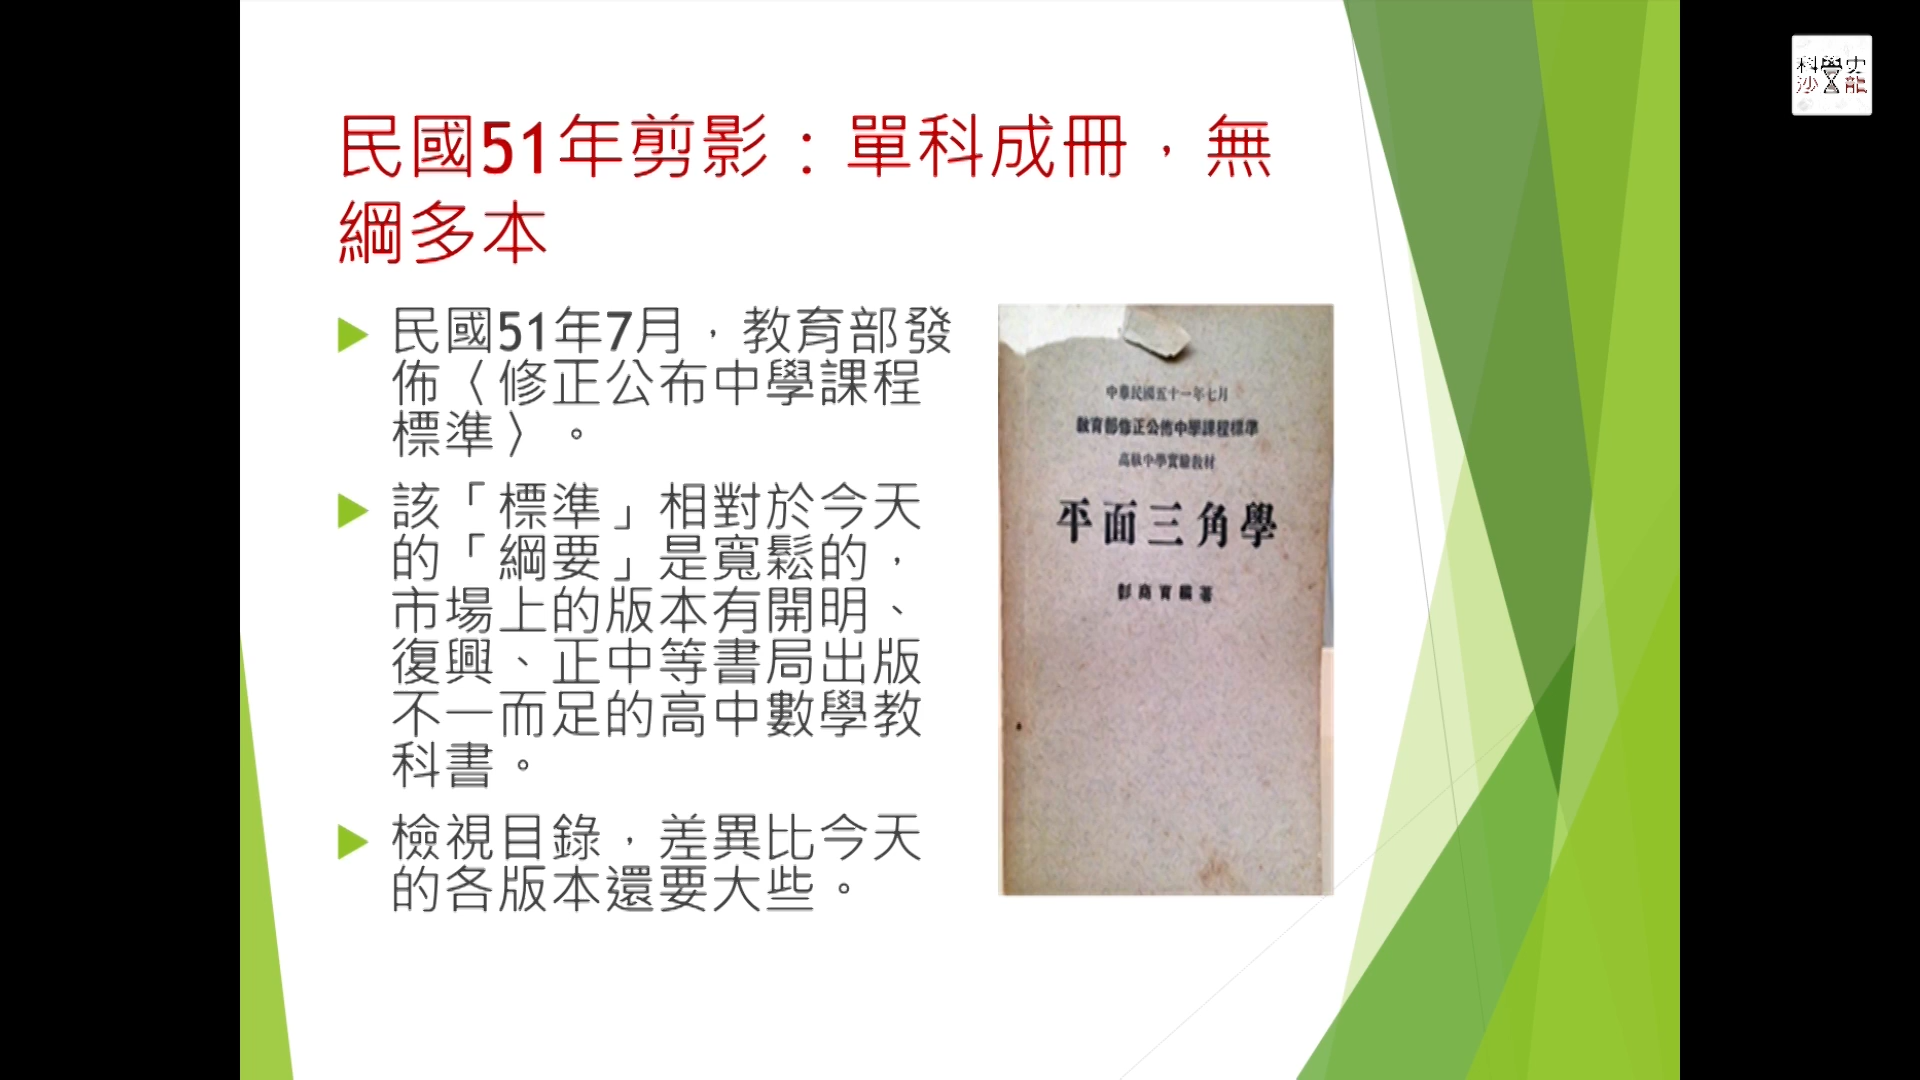 民國51年剪影：單科成冊，無
綱多本
民國51年7月，教育部發
佈〈修正公布中學課程
標準〉。
該「標準」相對於今天
的「綱要」是寬鬆的，
市場上的版本有開明、
復興、正中等書局出版
不一而足的高中數學教
科書。
檢視目錄，差異比今天
的各版本還要大些。
中華民國五十一年七月
教育部修正公佈中學課程標準
高級中學實驗教材
平面三角學
彭商育編著
科學史
沙龍